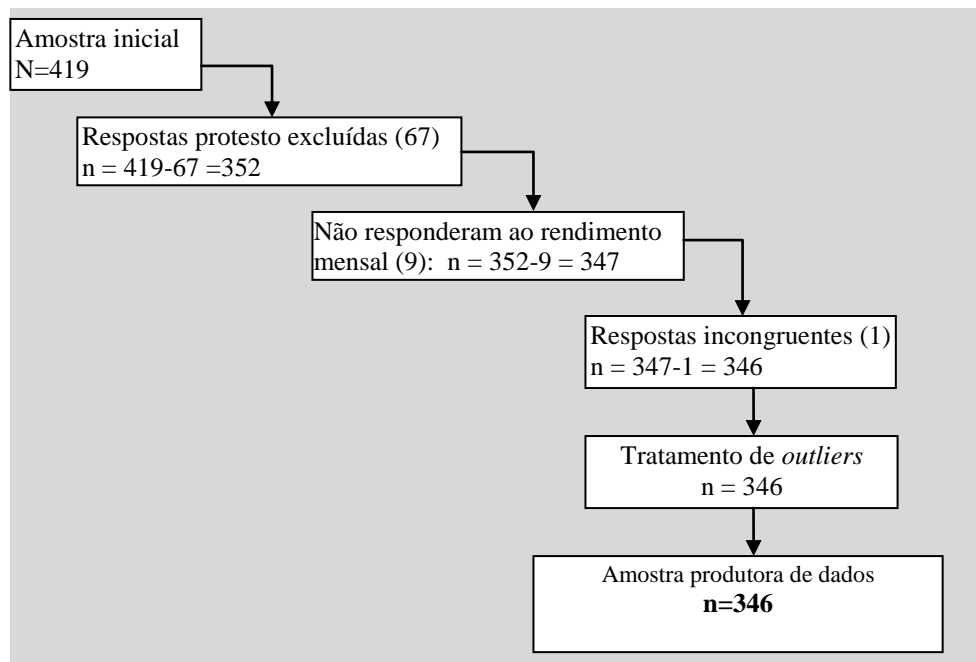 Amostra inicial
N=419
Respostas protesto excluídas (67)
n = 419-67 =352
Não responderam ao rendimento
mensal (9):  n = 352-9 = 347
Respostas incongruentes (1)
n = 347-1 = 346
Tratamento de outliers
n = 346
Amostra produtora de dados
n=346